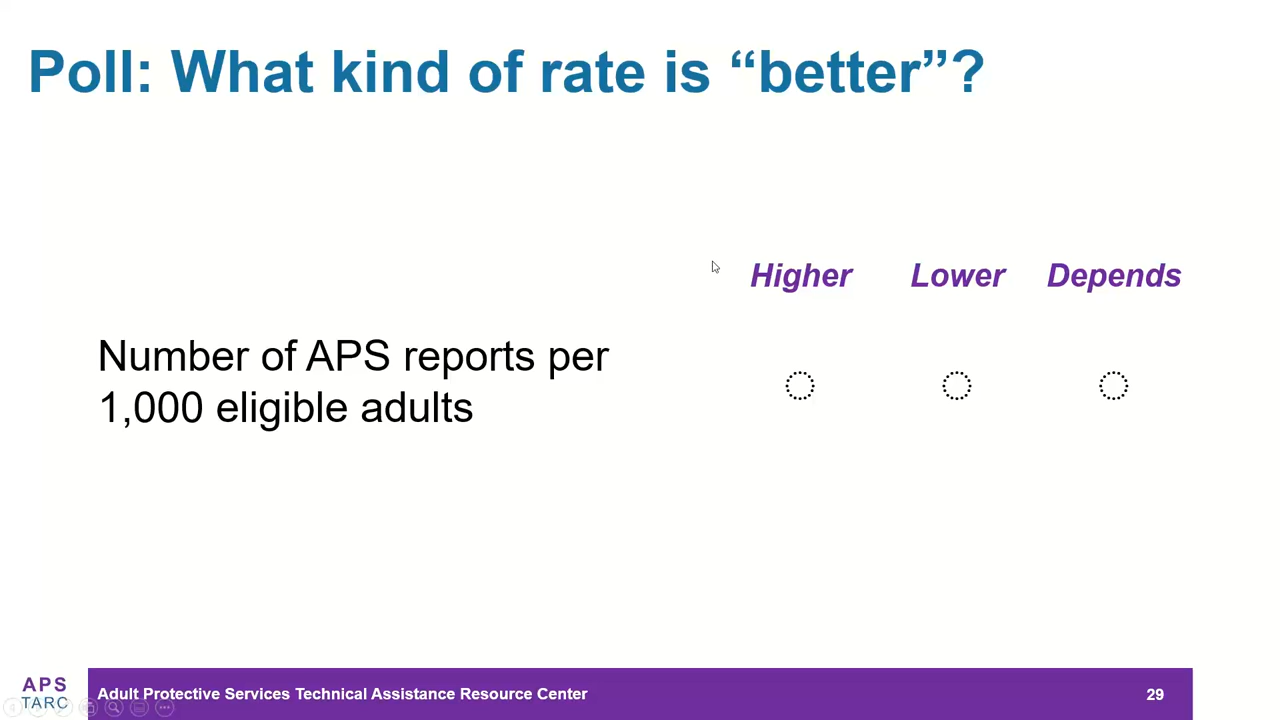 Poll: What kind of rate is “better”?
Higher Lower Depends
Number of APS reports per
1,000 eligible adults
APS
TARC
Adult Protective Services Technical Assistance Resource Center
29